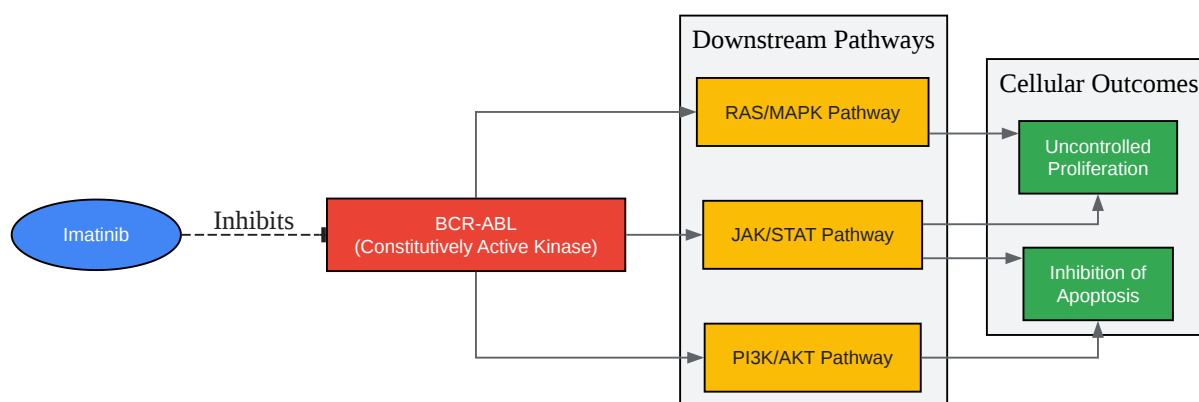 Downstream Pathways
Cellular Outcomes
RAS/MAPK Pathway
Uncontrolled
Proliferation
Imatinib
Inhibits
BCR-ABL
(Constitutively Active Kinase)
JAK/STAT Pathway
Inhibition of
Apoptosis
PI3K/AKT Pathway